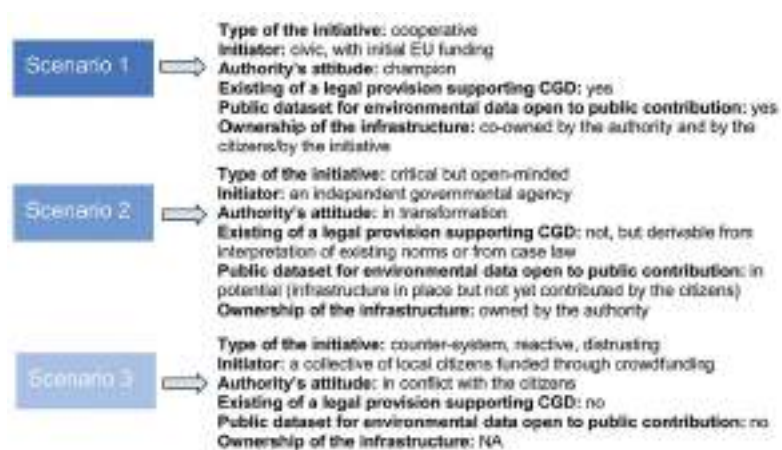 Scenario 1
Type of the initiative: cooperative
Initiator: civic, with initial EU funding
Authority's attitude: champion
Existing of a legal provision supporting CGD: yes
Public dataset for environmental data open to public contribution: yes
Ownership of the infrastructure: co-owned by the authority and by the
citizens/by the initiative
Scenario 2
Type of the initiative: critical but open-minded
Initiator: an independent governmental agency
Authority's attitude: in transformation
Existing of a legal provision supporting CGD: not, but derivable from
interpretation of existing norms or from case law
Public dataset for environmental data open to public contribution: in
potential (infrastructure in place but not yet contributed by the citizens)
Ownership of the infrastructure: owned by the authority
Scenario 3
Type of the initiative: counter-system, reactive, distrusting
Initiator: a collective of local citizens funded through crowdfunding
Authority's attitude: in conflict with the citizens
Existing of a legal provision supporting CGD: no
Public dataset for environmental data open to public contribution: no
Ownership of the infrastructure: NA